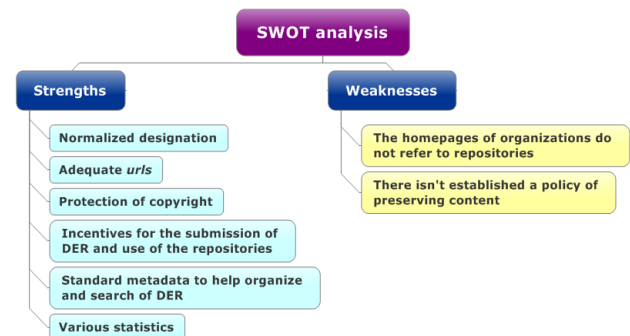 SWOT analysis
Strengths
Weaknesses
Normalized designation
Adequate urls
Protection of copyright
Incentives for the submission of
DER and use of the repositories
Standard metadata to help organize
and search of DER
Various statistics
The homepages of organizations do
not refer to repositories
There isn't established a policy of
preserving content